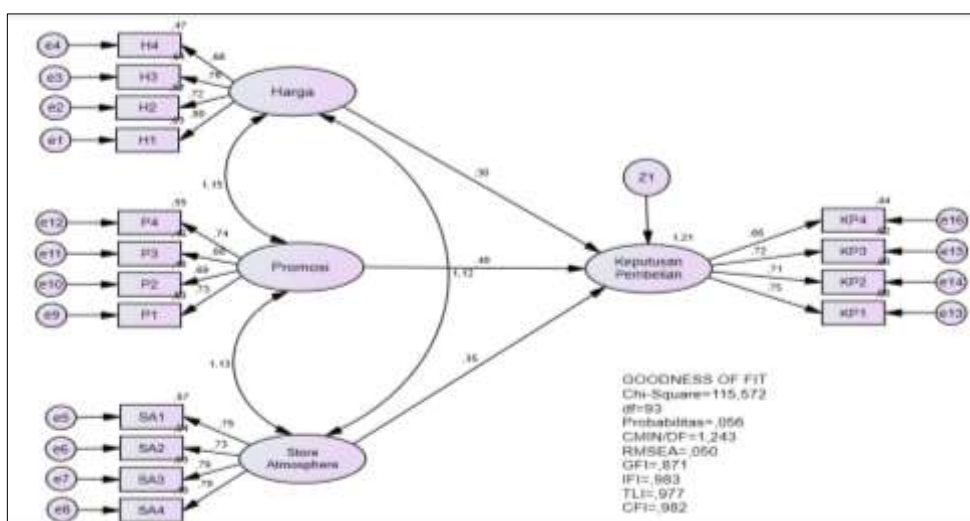 .47
e4
H4
.68
e3
H3
.76
Harga
e2
H2
.72
e1
H1
.80
1.15
.30
Z1
.55
e12
P4
.74
e11
P3
.68
Promosi
e10
P2
.69
e9
P1
.73
1.12
1.21
Keputusan
Pembelian
.44
.66
KP4
e16
.72
KP3
e15
.71
KP2
e14
.75
KP1
e13
1.13
.35
.57
e5
SA1
.75
e6
SA2
.73
Store
Atmosphere
e7
SA3
.79
e8
SA4
GOODNESS OF FIT
Chi-Square=115,572
df=93
Probabilitas=,056
CMIN/DF=1,243
RMSEA=,050
GFI=,871
IFI=,983
TLI=,977
CFI=,982